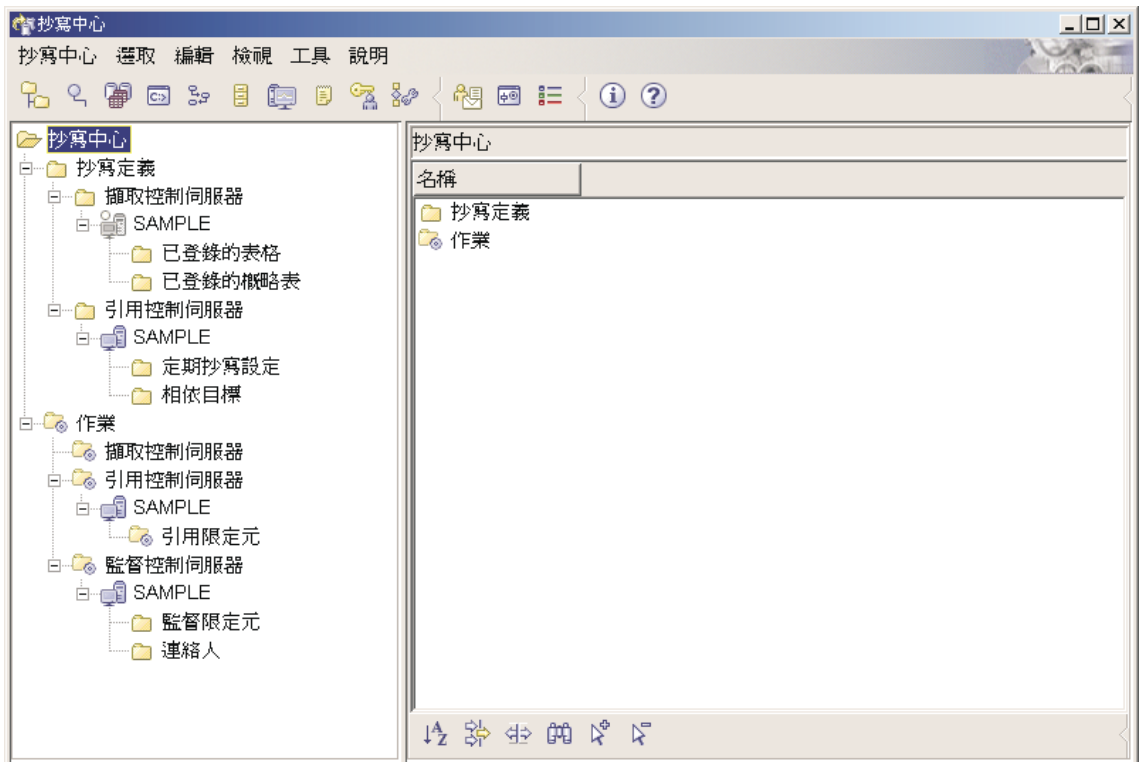 抄寫中心
抄寫中心 選取 編輯 檢視 工具 說明
抄寫中心
抄寫定義
擷取控制伺服器
SAMPLE
已登錄的表格
已登錄的概略表
引用控制伺服器
SAMPLE
定期抄寫設定
相依目標
作業
擷取控制伺服器
引用控制伺服器
SAMPLE
引用限定元
監督控制伺服器
SAMPLE
監督限定元
連絡人
抄寫中心
名稱
抄寫定義
作業